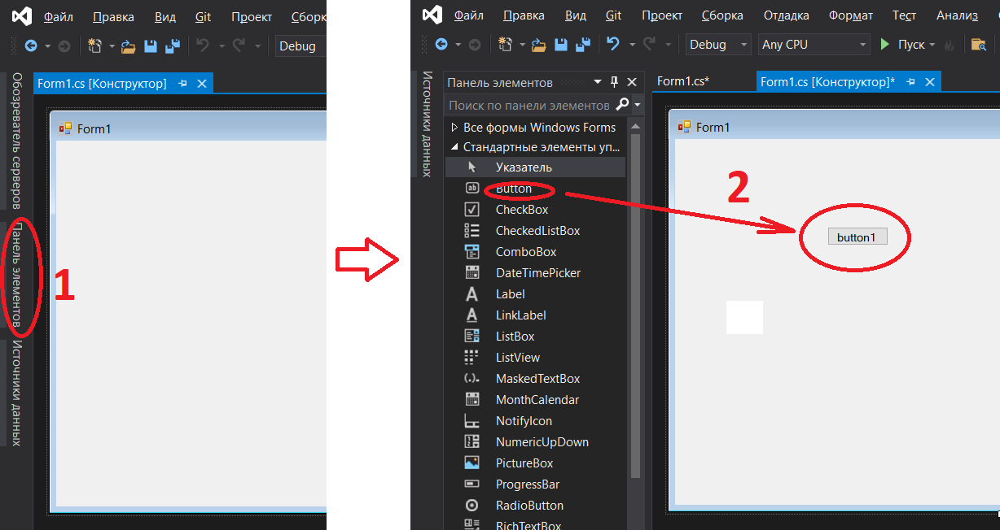 Файл Правка Вид Git Проект Сборк
Debug
Form1.cs [Конструктор]
Обозреватель серверов
Панель элементов
Источники данных
Form1
1
Файл Правка Вид Git Проект Сборка Отладка Формат Тест Анализ
Debug Any CPU Пуск
Источники данных
Панель элементов
Поиск по панели элементов
Все формы Windows Forms
Стандартные элементы уп...
Указатель
Button
CheckBox
CheckedListBox
ComboBox
DateTimePicker
Label
LinkLabel
ListBox
ListView
MaskedTextBox
MonthCalendar
NotifyIcon
NumericUpDown
PictureBox
ProgressBar
RadioButton
RichTextBox
Form1.cs* Form1.cs [Конструктор]*
Form1
2
button1